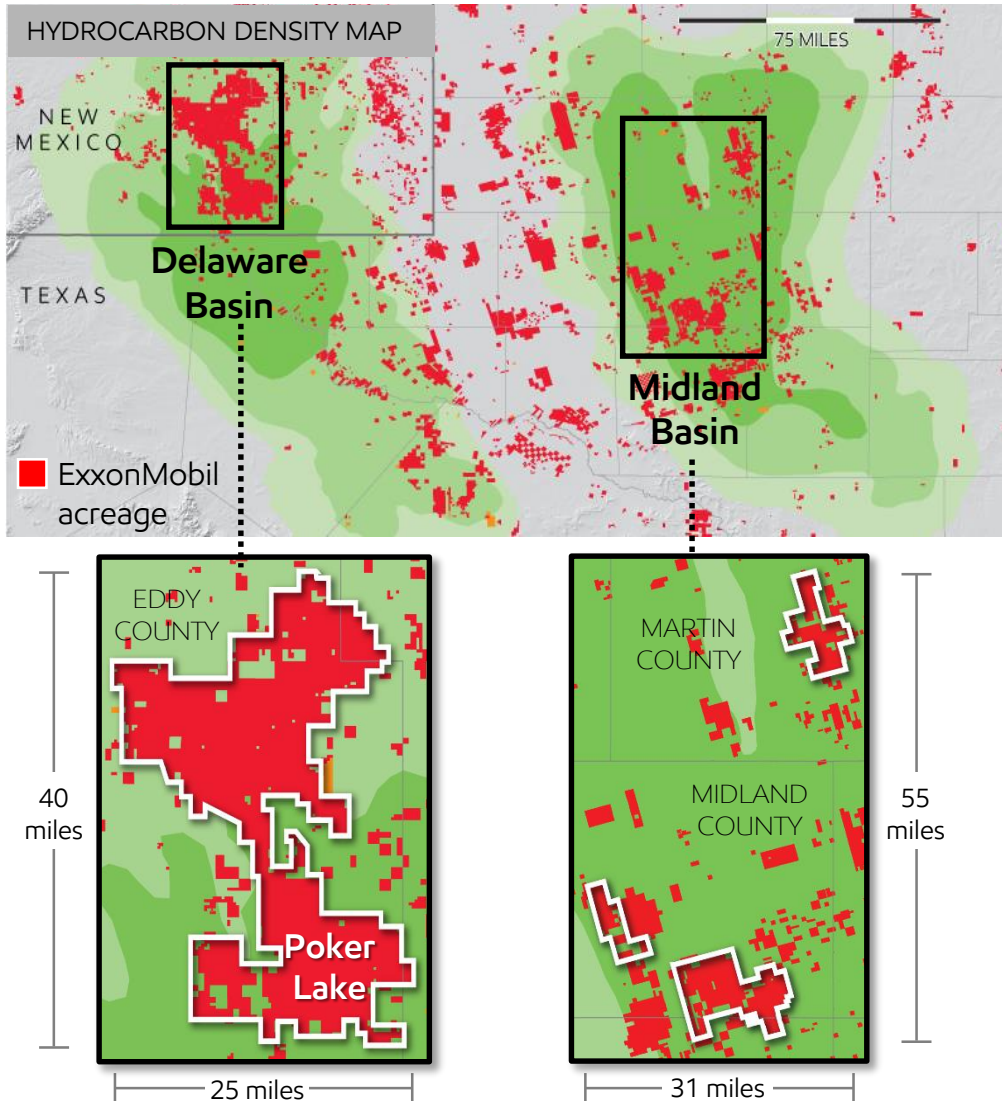 HYDROCARBON DENSITY MAP
75 MILES
NEW
MEXICO
TEXAS
Delaware
Basin
Midland
Basin
ExxonMobil
acreage
EDDY
COUNTY
Poker
Lake
40
miles
25 miles
MARTIN
COUNTY
MIDLAND
COUNTY
55
miles
31 miles